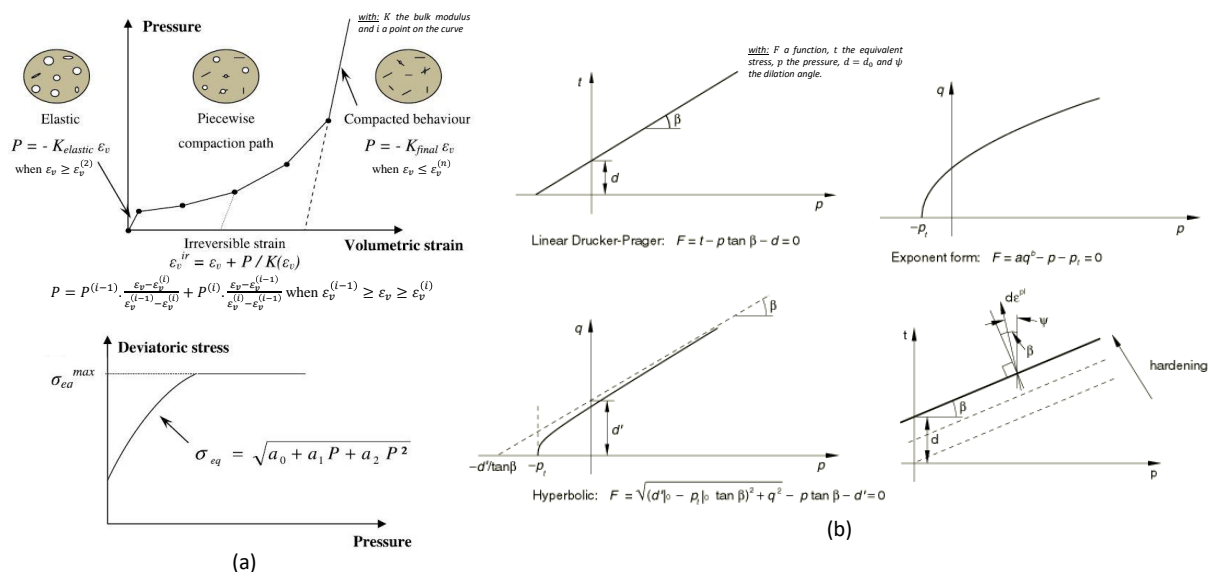 Pressure
with: K the bulk modulus
and i a point on the curve
Elastic
P = - K_elastic ε_v
when ε_v ≥ ε_v^(2)
Piecewise
compaction path
Compacted behaviour
P = - K_final ε_v
when ε_v ≤ ε_v^(n)
Irreversible strain
Volumetric strain
ε_v^ir = ε_v + P / K(ε_v)
P = P^(i-1) . (ε_v − ε_v^(i)) / (ε_v^(i-1) − ε_v^(i)) + P^(i) . (ε_v − ε_v^(i-1)) / (ε_v^(i) − ε_v^(i-1)) when ε_v^(i-1) ≥ ε_v ≥ ε_v^(i)
Deviatoric stress
σ_ea^max
σ_eq = √(a_0 + a_1 P + a_2 P²)
Pressure
(a)
with: F a function, t the equivalent
stress, p the pressure, d = d_0 and ψ
the dilation angle.
t
β
d
p
Linear Drucker-Prager: F = t − p tan β − d = 0
q
−p_t
p
Exponent form: F = aq^b − p − p_t = 0
q
β
d'
−d'/tanβ
−p_t
p
Hyperbolic: F = √((d'|_0 − p_t|_0 tan β)² + q²) − p tan β − d' = 0
dε^pl
ψ
t
β
hardening
β
d
p
(b)